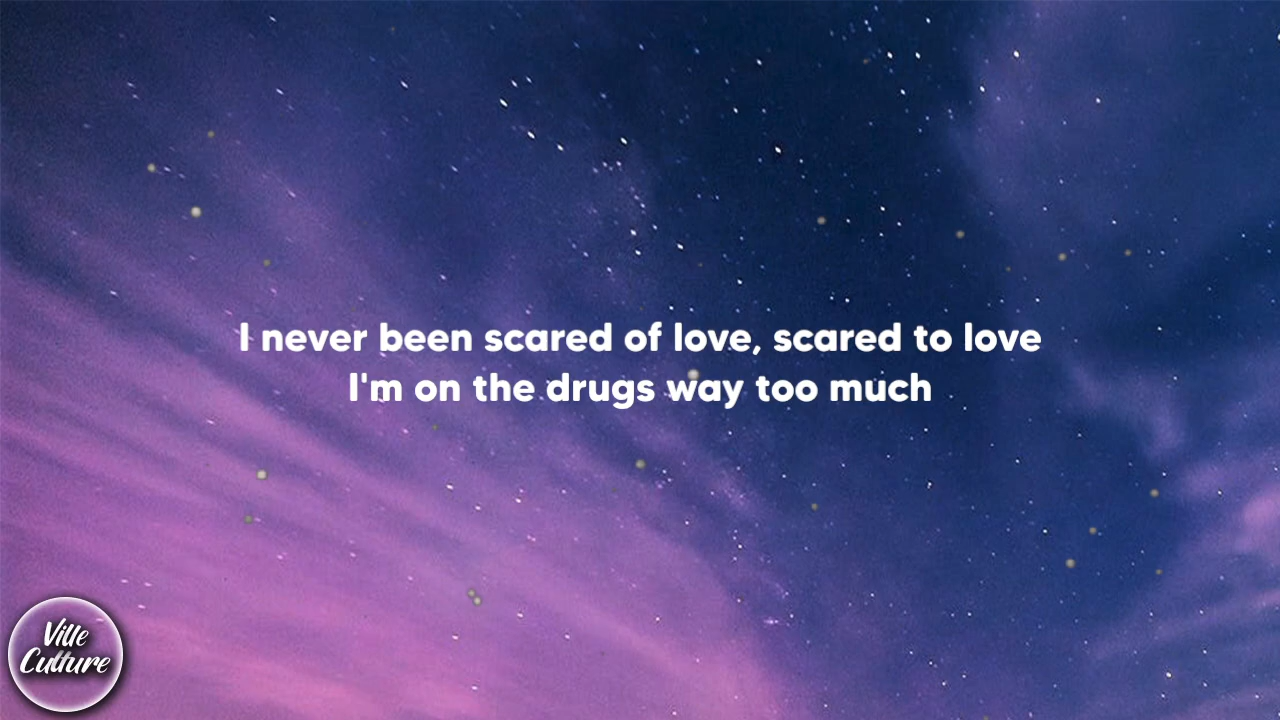 I never been scared of love, scared to love
I'm on the drugs way too much
Ville
Culture